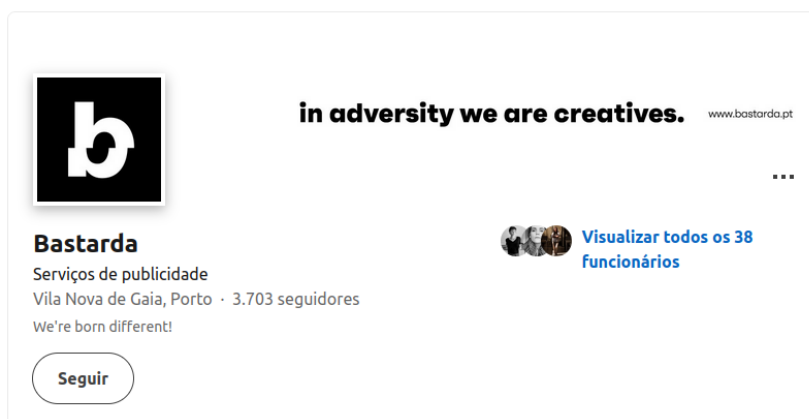 b
in adversity we are creatives.
www.bastarda.pt
...
Bastarda
Serviços de publicidade
Vila Nova de Gaia, Porto · 3.703 seguidores
We're born different!
Visualizar todos os 38
funcionários
Seguir